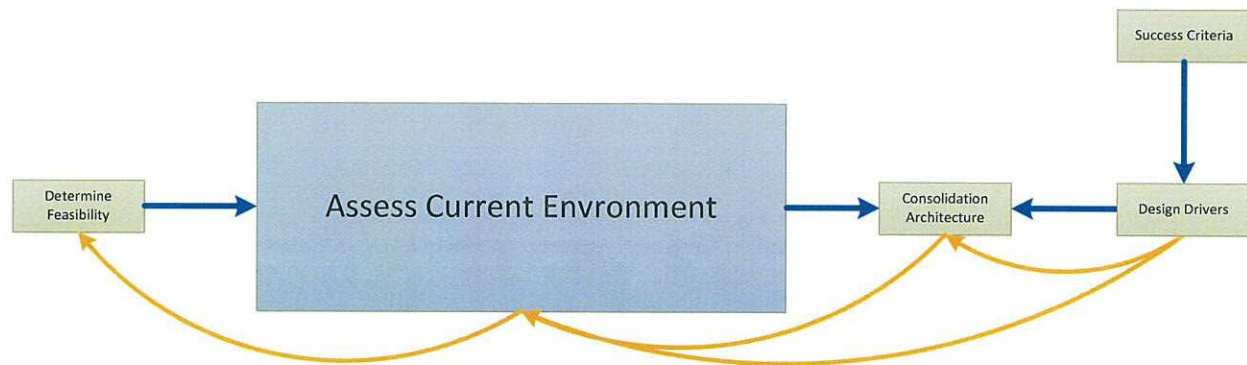 Success Criteria
Determine
Feasibility
Assess Current Envronment
Consolidation
Architecture
Design Drivers